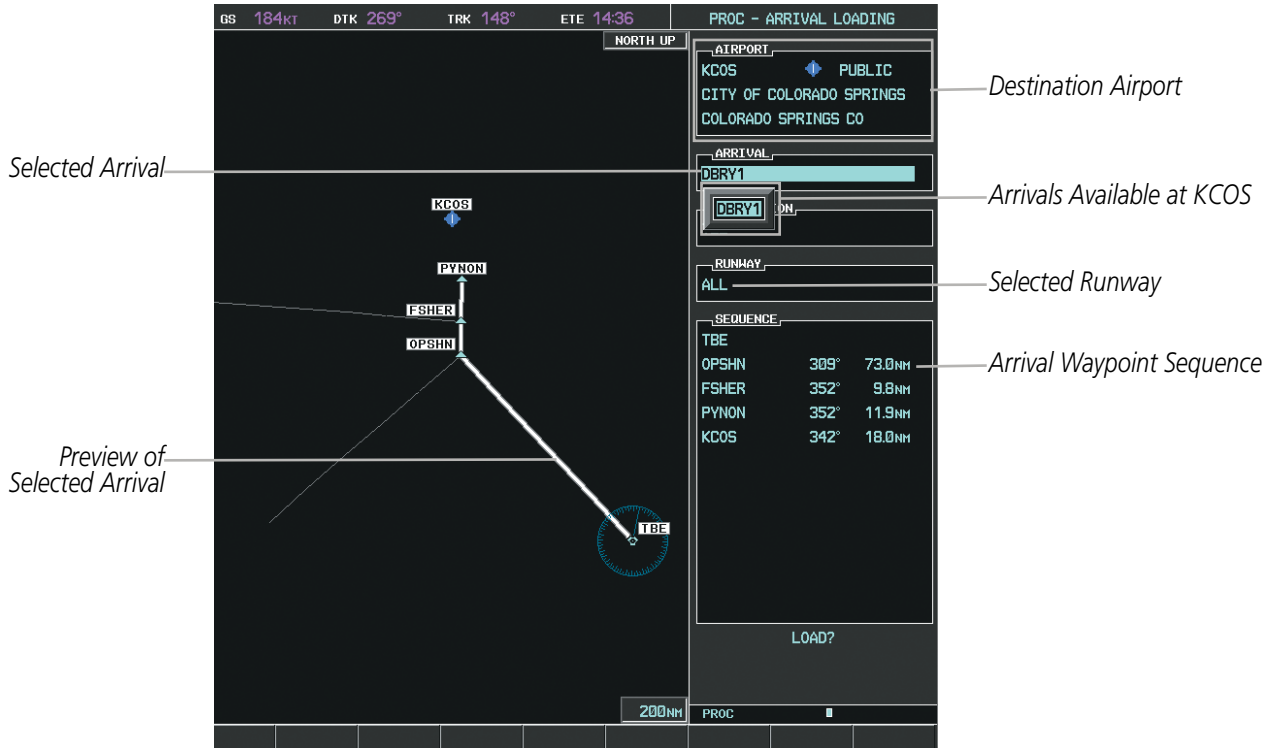 GS 184KT DTK 269° TRK 148° ETE 14:36
PROC - ARRIVAL LOADING
NORTH UP
AIRPORT
KCOS PUBLIC
CITY OF COLORADO SPRINGS
COLORADO SPRINGS CO
Destination Airport
ARRIVAL
DBRY1
Selected Arrival
DBRY1
ON
Arrivals Available at KCOS
RUNWAY
ALL
Selected Runway
SEQUENCE
TBE
OPSHN 309° 73.0NM
FSHER 352° 9.8NM
PYNON 352° 11.9NM
KCOS 342° 18.0NM
Arrival Waypoint Sequence
KCOS
PYNON
FSHER
OPSHN
TBE
Preview of
Selected Arrival
LOAD?
200NM
PROC